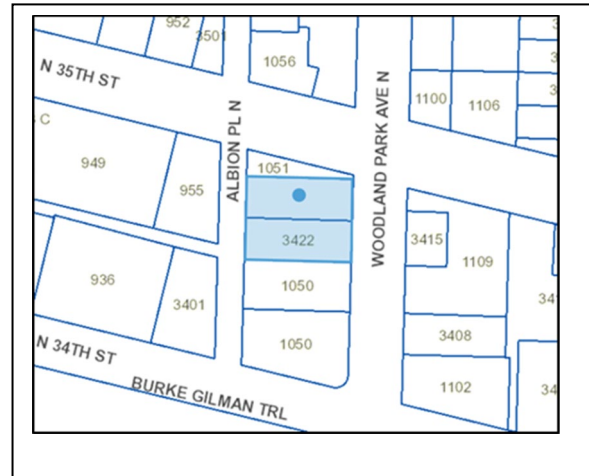 952
3501
1056
N 35TH ST
ALBION PL N
WOODLAND PARK AVE N
1100
1106
C
949
955
1051
3422
3415
1109
936
3401
1050
3408
1050
1102
N 34TH ST
BURKE GILMAN TRL